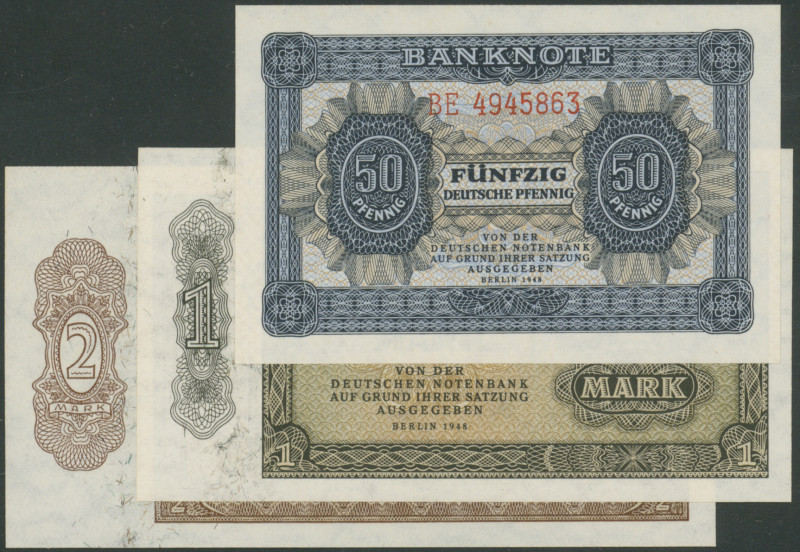 BANKNOTE
BE 4945863
50
PFENNIG
FÜNFZIG
DEUTSCHE PFENNIG
50
PFENNIG
VON DER
DEUTSCHEN NOTENBANK
AUF GRUND IHRER SATZUNG
AUSGEGEBEN
BERLIN 1948
1
VON DER
DEUTSCHEN NOTENBANK
AUF GRUND IHRER SATZUNG
AUSGEGEBEN
BERLIN 1948
MARK
1
1
2
MARK
2
2